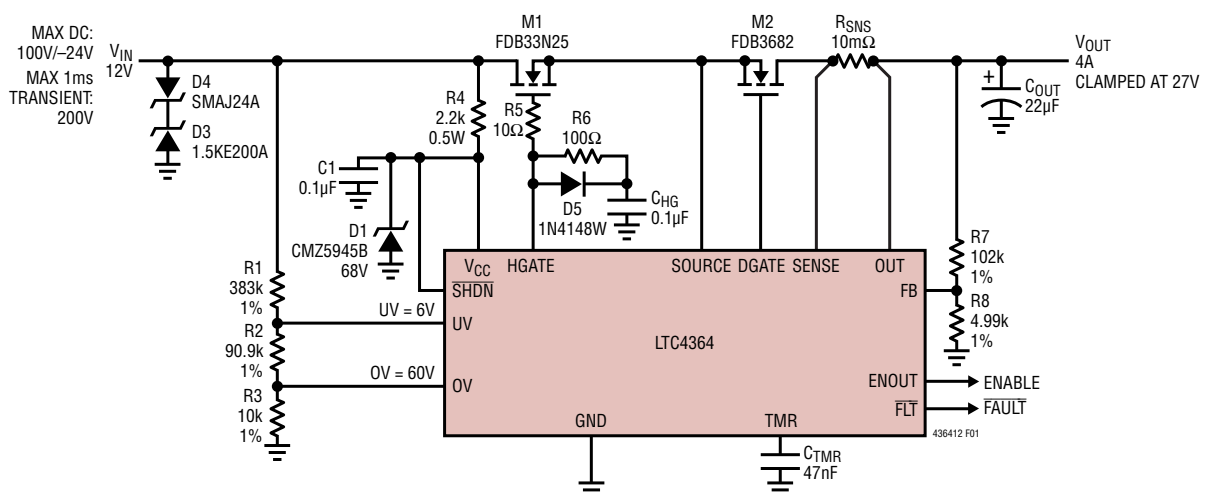 MAX DC:
100V/–24V
MAX 1ms
TRANSIENT:
200V
VIN
12V
D4
SMAJ24A
D3
1.5KE200A
M1
FDB33N25
M2
FDB3682
RSNS
10mΩ
VOUT
4A
CLAMPED AT 27V
COUT
22µF
+
R4
2.2k
0.5W
R5
10Ω
R6
100Ω
C1
0.1µF
D1
CMZ5945B
68V
D5
1N4148W
CHG
0.1µF
R1
383k
1%
R2
90.9k
1%
R3
10k
1%
UV = 6V
OV = 60V
VCC
HGATE
SOURCE
DGATE
SENSE
OUT
SHDN
UV
OV
LTC4364
FB
ENOUT
FLT
GND
TMR
R7
102k
1%
R8
4.99k
1%
ENABLE
FAULT
436412 F01
CTMR
47nF